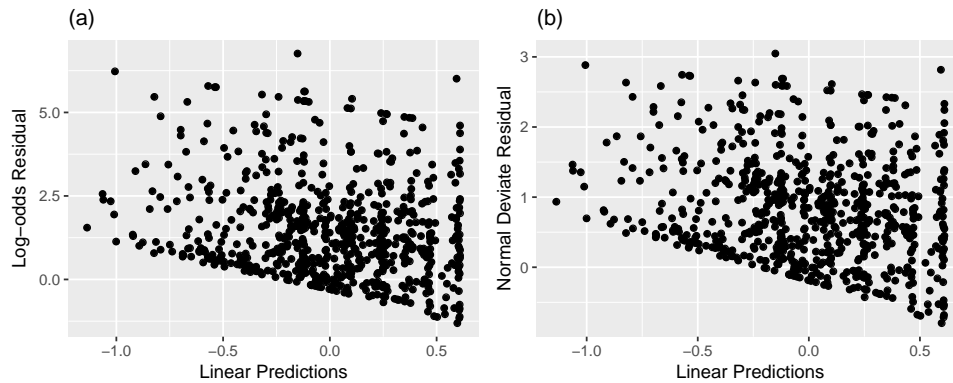 (a)
5.0
2.5
0.0
−1.0 −0.5 0.0 0.5
Linear Predictions
Log−odds Residual
(b)
3
2
1
0
−1.0 −0.5 0.0 0.5
Linear Predictions
Normal Deviate Residual